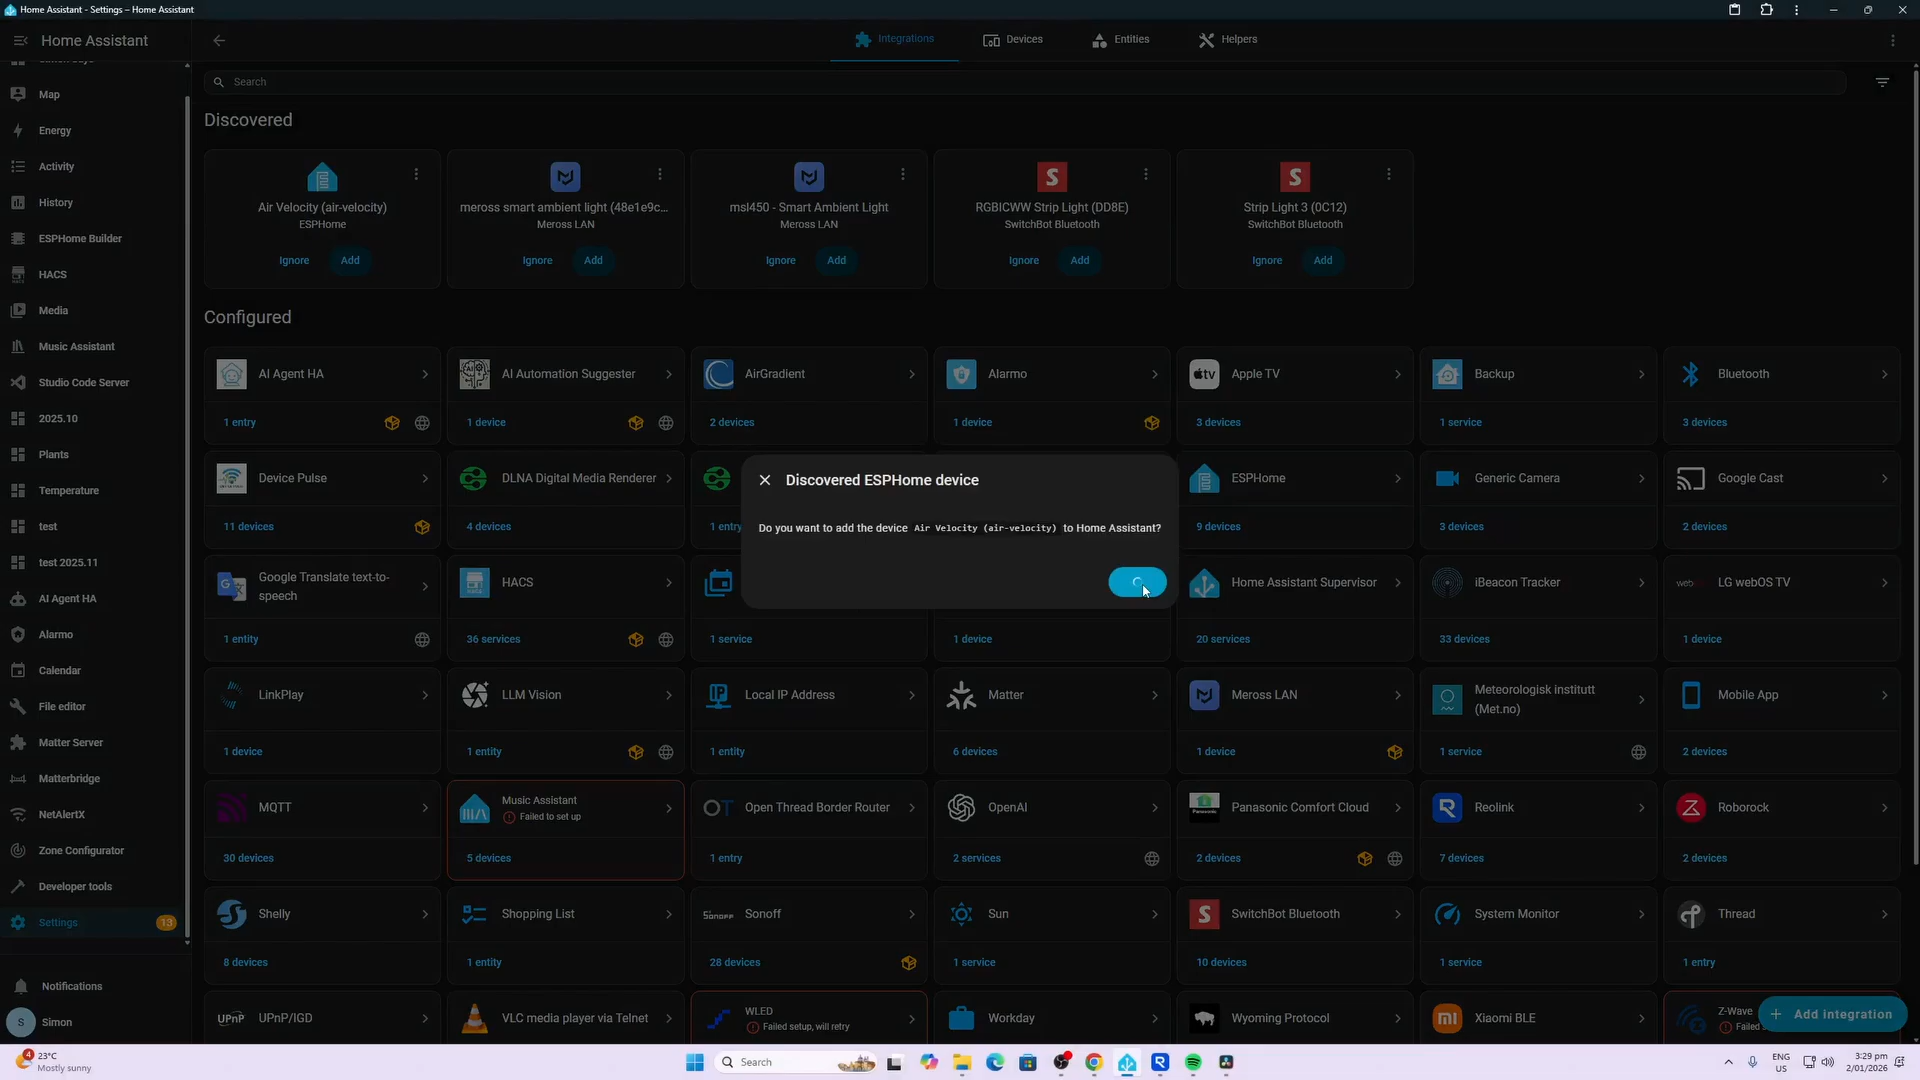 Home Assistant - Settings – Home Assistant
Home Assistant
Integrations
Devices
Entities
Helpers
Map
Energy
Activity
History
ESPHome Builder
HACS
Media
Music Assistant
Studio Code Server
2025.10
Plants
Temperature
test
test 2025.11
AI Agent HA
Alarmo
Calendar
File editor
Matter Server
Matterbridge
NetAlertX
Zone Configurator
Developer tools
Settings
13
Notifications
S
Simon
Search
Discovered
Air Velocity (air-velocity)
ESPHome
Ignore
Add
meross smart ambient light (48e1e9c...
Meross LAN
Ignore
Add
msl450 - Smart Ambient Light
Meross LAN
Ignore
Add
S
RGBICWW Strip Light (DD8E)
SwitchBot Bluetooth
Ignore
Add
S
Strip Light 3 (0C12)
SwitchBot Bluetooth
Ignore
Add
Configured
AI Agent HA
1 entry
AI Automation Suggester
1 device
AirGradient
2 devices
Alarmo
1 device
tv
Apple TV
3 devices
Backup
1 service
Bluetooth
3 devices
Device Pulse
11 devices
DLNA Digital Media Renderer
4 devices
1 entry
Discovered ESPHome device
Do you want to add the device Air Velocity (air-velocity) to Home Assistant?
ESPHome
9 devices
Generic Camera
3 devices
Google Cast
2 devices
Google Translate text-to-
speech
1 entity
HACS
36 services
1 service
1 device
Home Assistant Supervisor
20 services
iBeacon Tracker
33 devices
web
LG webOS TV
1 device
LinkPlay
1 device
LLM Vision
1 entity
IP
Local IP Address
1 entity
Matter
6 devices
Meross LAN
1 device
Meteorologisk institutt
(Met.no)
1 service
Mobile App
2 devices
MQTT
30 devices
Music Assistant
Failed to set up
5 devices
OT
Open Thread Border Router
1 entry
OpenAI
2 services
Panasonic
Panasonic Comfort Cloud
2 devices
Reolink
7 devices
Roborock
2 devices
Shelly
8 devices
Shopping List
1 entity
SONOFF
Sonoff
28 devices
Sun
1 service
S
SwitchBot Bluetooth
10 devices
System Monitor
1 service
Thread
1 entry
UPnP
UPnP/IGD
VLC media player via Telnet
WLED
Failed setup, will retry
Workday
Wyoming Protocol
mi
Xiaomi BLE
Z-Wave
Failed s
Add integration
4
23°C
Mostly sunny
Search
ENG
US
3:29 pm
2/01/2026